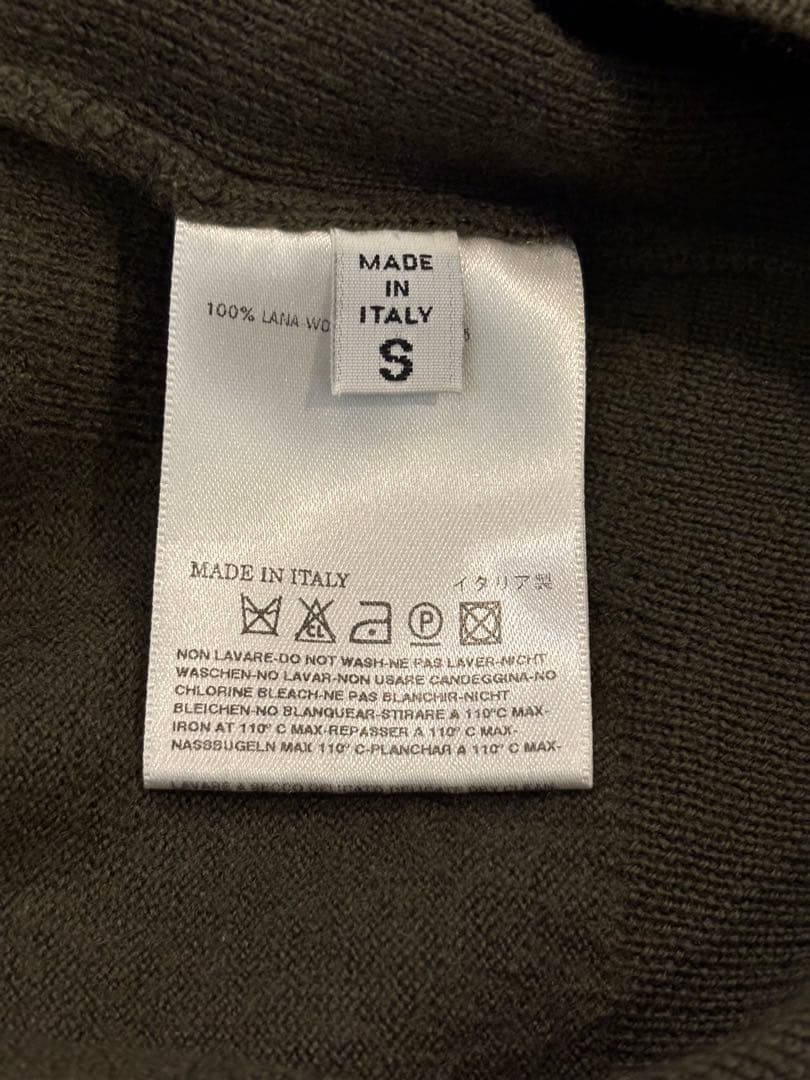 MADE
IN
ITALY
S
100% LANA WO
MADE IN ITALY
イタリア製
CL
P
NON LAVARE-DO NOT WASH-NE PAS LAVER-NICHT
WASCHEN-NO LAVAR-NON USARE CANDEGGINA-NO
CHLORINE BLEACH-NE PAS BLANCHIR-NICHT
BLEICHEN-NO BLANQUEAR-STIRARE A 110°C MAX-
IRON AT 110° C MAX-REPASSER A 110° C MAX-
NASSBUGELN MAX 110° C-PLANCHAR A 110° C MAX-